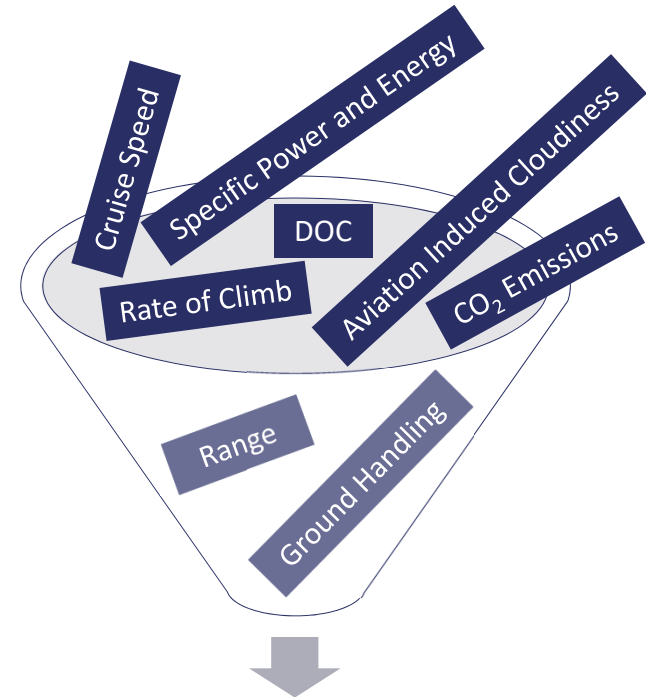 Cruise Speed
Specific Power and Energy
DOC
Aviation Induced Cloudiness
CO₂ Emissions
Rate of Climb
Range
Ground Handling